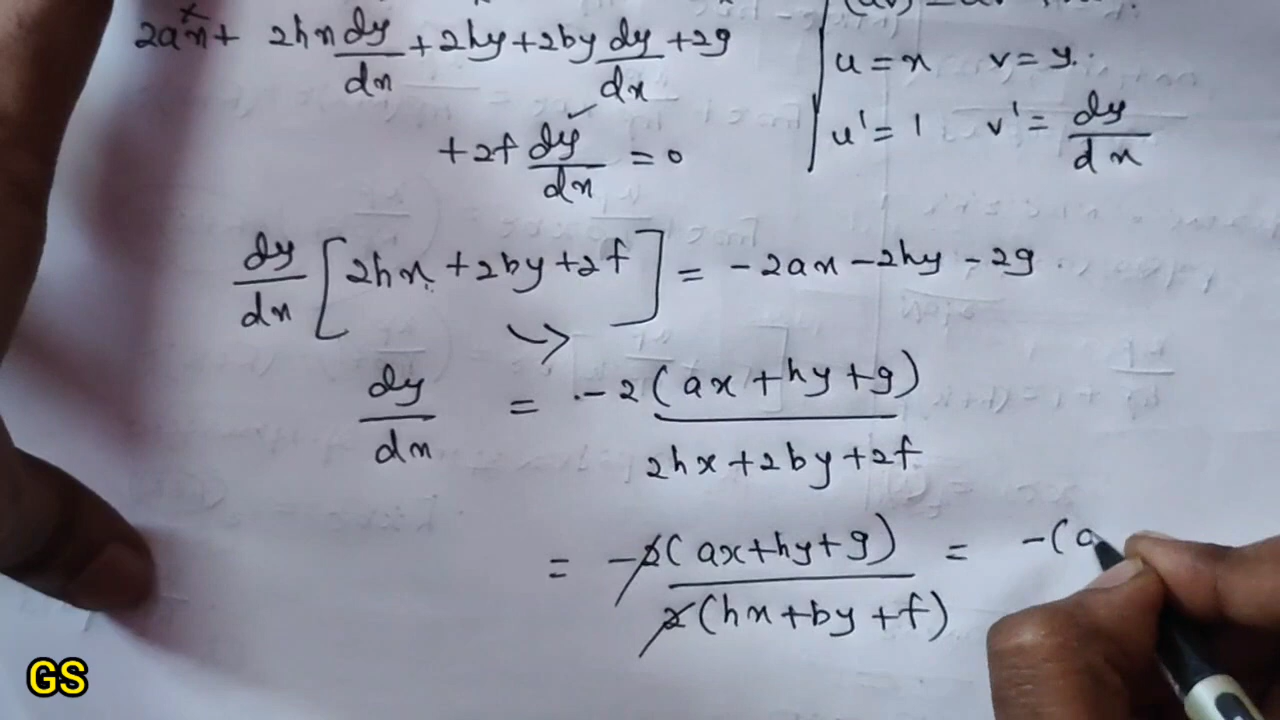 2ax + 2hx dy/dx + 2hy + 2by dy/dx + 2g
+ 2f dy/dx = 0
u = x v = y.
u' = 1 v' = dy/dx
dy/dx [2hx + 2by + 2f] = -2ax - 2hy - 2g.
dy/dx = -2(ax + hy + g)/2hx + 2by + 2f
= -2(ax + hy + g)/2(hx + by + f) = -(a
GS